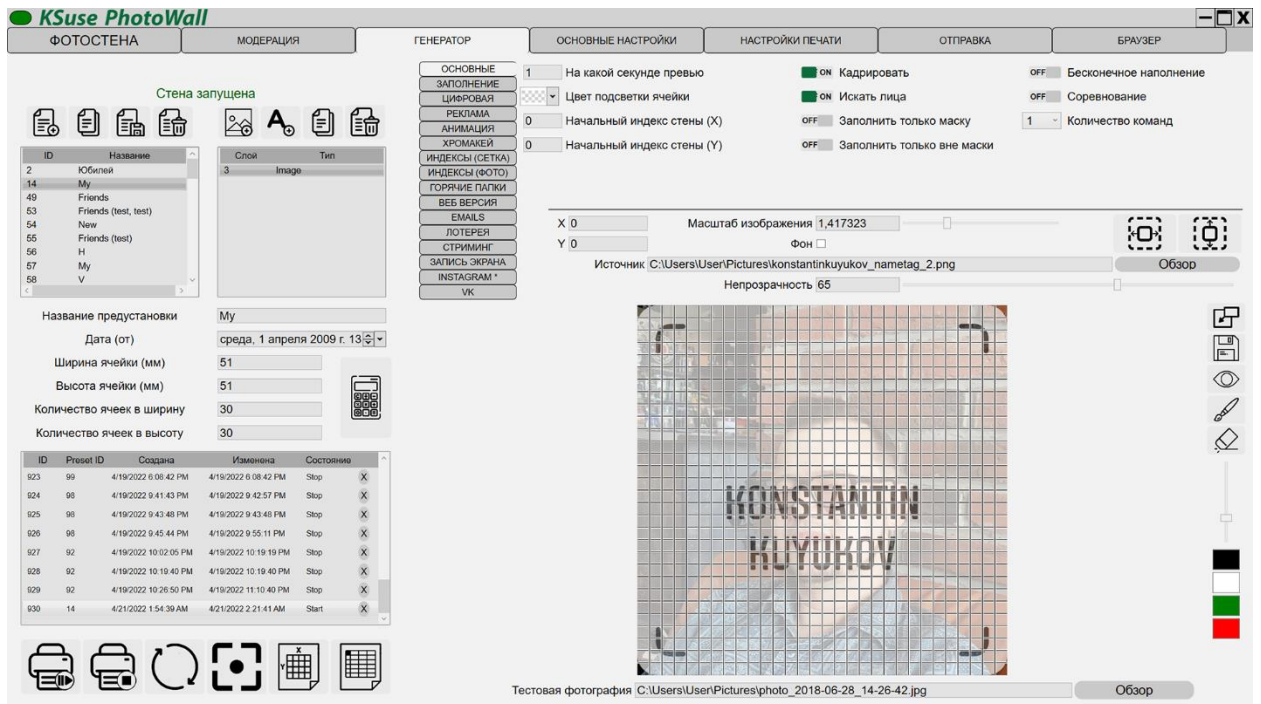 KSuse PhotoWall
X
ФОТОСТЕНА МОДЕРАЦИЯ ГЕНЕРАТОР ОСНОВНЫЕ НАСТРОЙКИ НАСТРОЙКИ ПЕЧАТИ ОТПРАВКА БРАУЗЕР
Стена запущена
ID Название
2 Юбилей
14 My
49 Friends
53 Friends (test, test)
54 New
55 Friends (test)
56 H
57 My
58 V
Слой Тип
3 Image
Название предустановки My
Дата (от) среда, 1 апреля 2009 г. 13
Ширина ячейки (мм) 51
Высота ячейки (мм) 51
Количество ячеек в ширину 30
Количество ячеек в высоту 30
ID Preset ID Создана Изменена Состояние
923 99 4/19/2022 6:08:42 PM 4/19/2022 6:08:42 PM Stop X
924 98 4/19/2022 9:41:43 PM 4/19/2022 9:42:57 PM Stop X
925 98 4/19/2022 9:43:48 PM 4/19/2022 9:43:48 PM Stop X
926 98 4/19/2022 9:45:44 PM 4/19/2022 9:55:11 PM Stop X
927 92 4/19/2022 10:02:05 PM 4/19/2022 10:19:19 PM Stop X
928 92 4/19/2022 10:19:40 PM 4/19/2022 10:19:40 PM Stop X
929 92 4/19/2022 10:26:50 PM 4/19/2022 11:10:40 PM Stop X
930 14 4/21/2022 1:54:39 AM 4/21/2022 2:21:41 AM Start X
X
Y
ОСНОВНЫЕ
ЗАПОЛНЕНИЕ
ЦИФРОВАЯ
РЕКЛАМА
АНИМАЦИЯ
ХРОМАКЕЙ
ИНДЕКСЫ (СЕТКА)
ИНДЕКСЫ (ФОТО)
ГОРЯЧИЕ ПАПКИ
ВЕБ ВЕРСИЯ
EMAILS
ЛОТЕРЕЯ
СТРИМИНГ
ЗАПИСЬ ЭКРАНА
INSTAGRAM *
VK
1 На какой секунде превью ON Кадрировать OFF Бесконечное наполнение
Цвет подсветки ячейки ON Искать лица OFF Соревнование
0 Начальный индекс стены (X) OFF Заполнить только маску 1 Количество команд
0 Начальный индекс стены (Y) OFF Заполнить только вне маски
X 0 Масштаб изображения 1,417323
Y 0 Фон
Источник C:\Users\User\Pictures\konstantinkuyukov_nametag_2.png Обзор
Непрозрачность 65
KONSTANTIN
KUYUKOV
Тестовая фотография C:\Users\User\Pictures\photo_2018-06-28_14-26-42.jpg Обзор